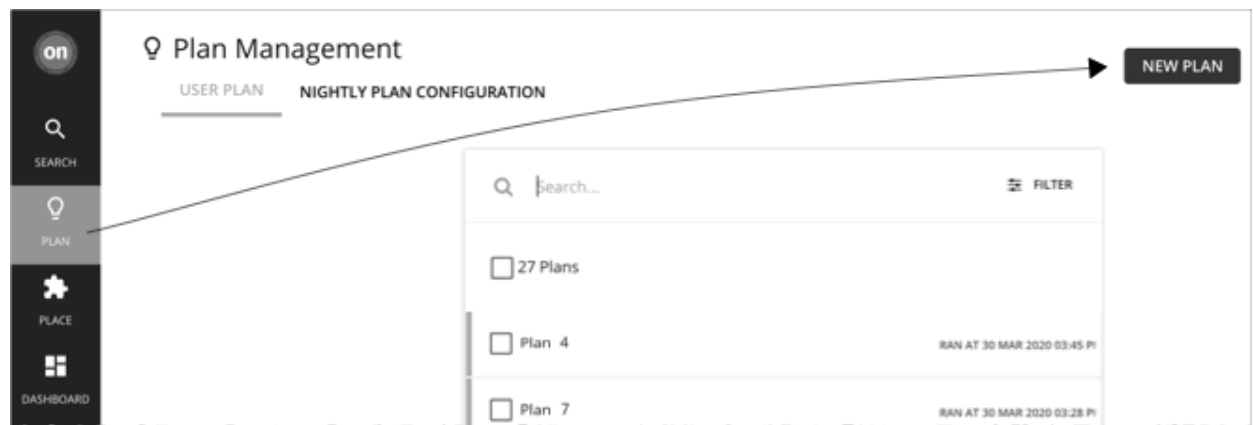 on
Plan Management
NEW PLAN
USER PLAN
NIGHTLY PLAN CONFIGURATION
SEARCH
Search...
FILTER
PLAN
27 Plans
PLACE
Plan 4
RAN AT 30 MAR 2020 03:45 P
DASHBOARD
Plan 7
RAN AT 30 MAR 2020 03:28 P